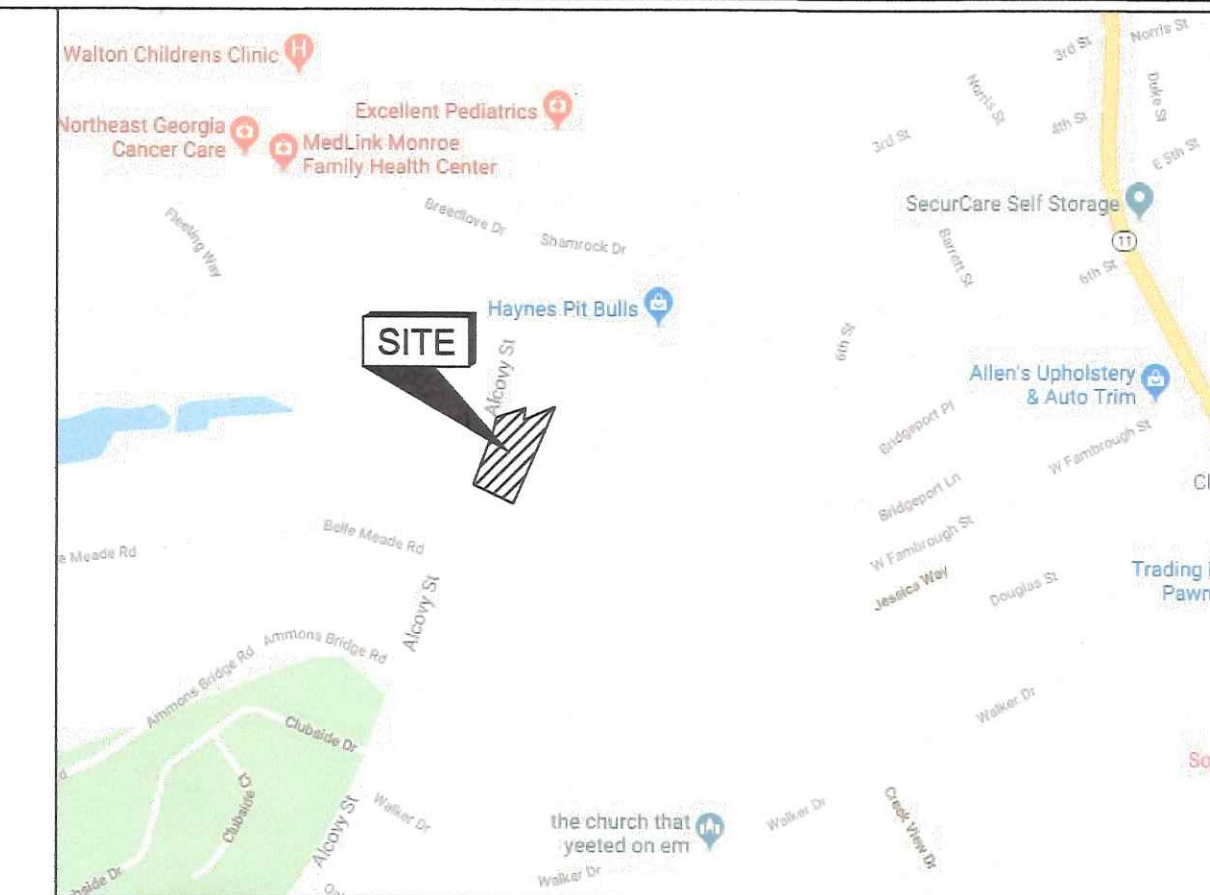 Walton Childrens Clinic
H
Norris St
3rd St
Excellent Pediatrics
Norris St
Duke St
Northeast Georgia
Cancer Care
MedLink Monroe
Family Health Center
3rd St
4th St
E 5th St
Breedlove Dr
Fleeting Way
Shamrock Dr
SecurCare Self Storage
11
Barrett St
6th St
Haynes Pit Bulls
SITE
Alcovy St
6th St
Allen's Upholstery
& Auto Trim
Bridgeport Pl
W Fambrough St
Cl
Bridgeport Ln
Belle Meade Rd
e Meade Rd
W Fambrough St
Jessica Way
Douglas St
Trading
Pawn
Alcovy St
Ammons Bridge Rd
Ammons Bridge Rd
Walker Dr
Clubside Dr
So
d
Clubside Ct
Alcovy St
Walker Dr
the church that
yeeted on em
Walker Dr
Creek View Dr
bside Dr
Walker Dr